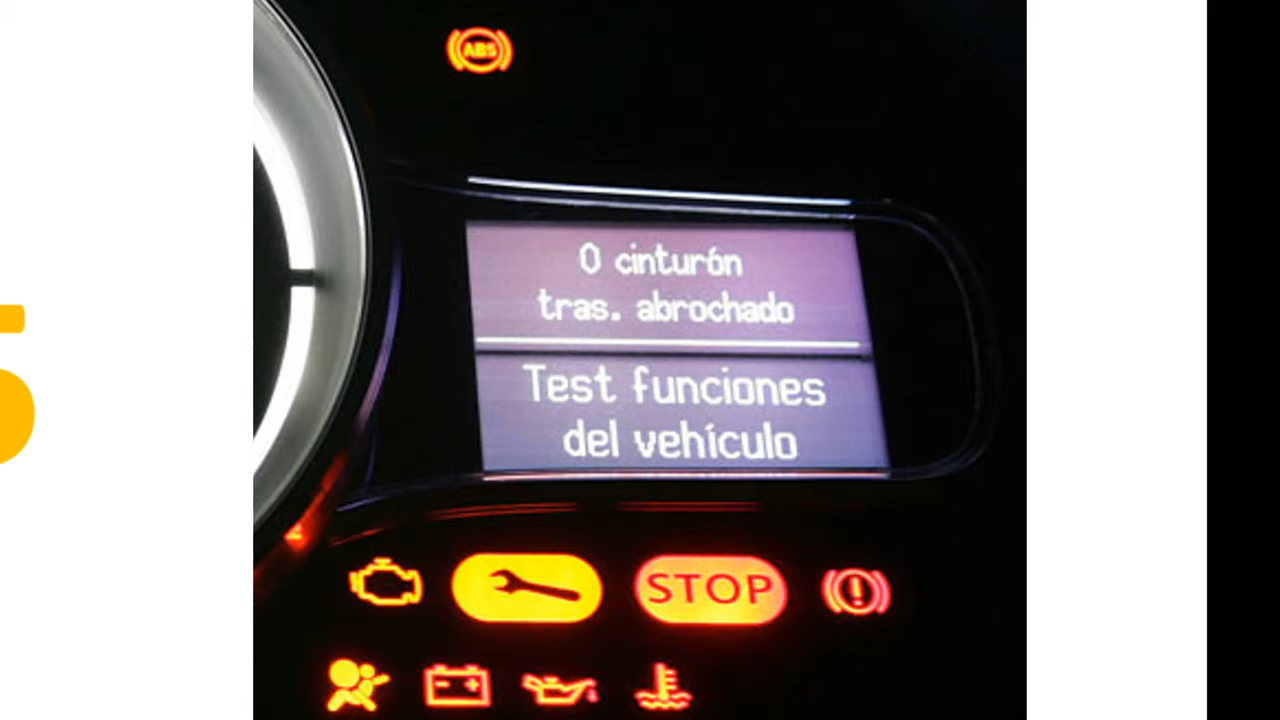 ABS
0 cinturón
tras. abrochado
Test funciones
del vehículo
STOP